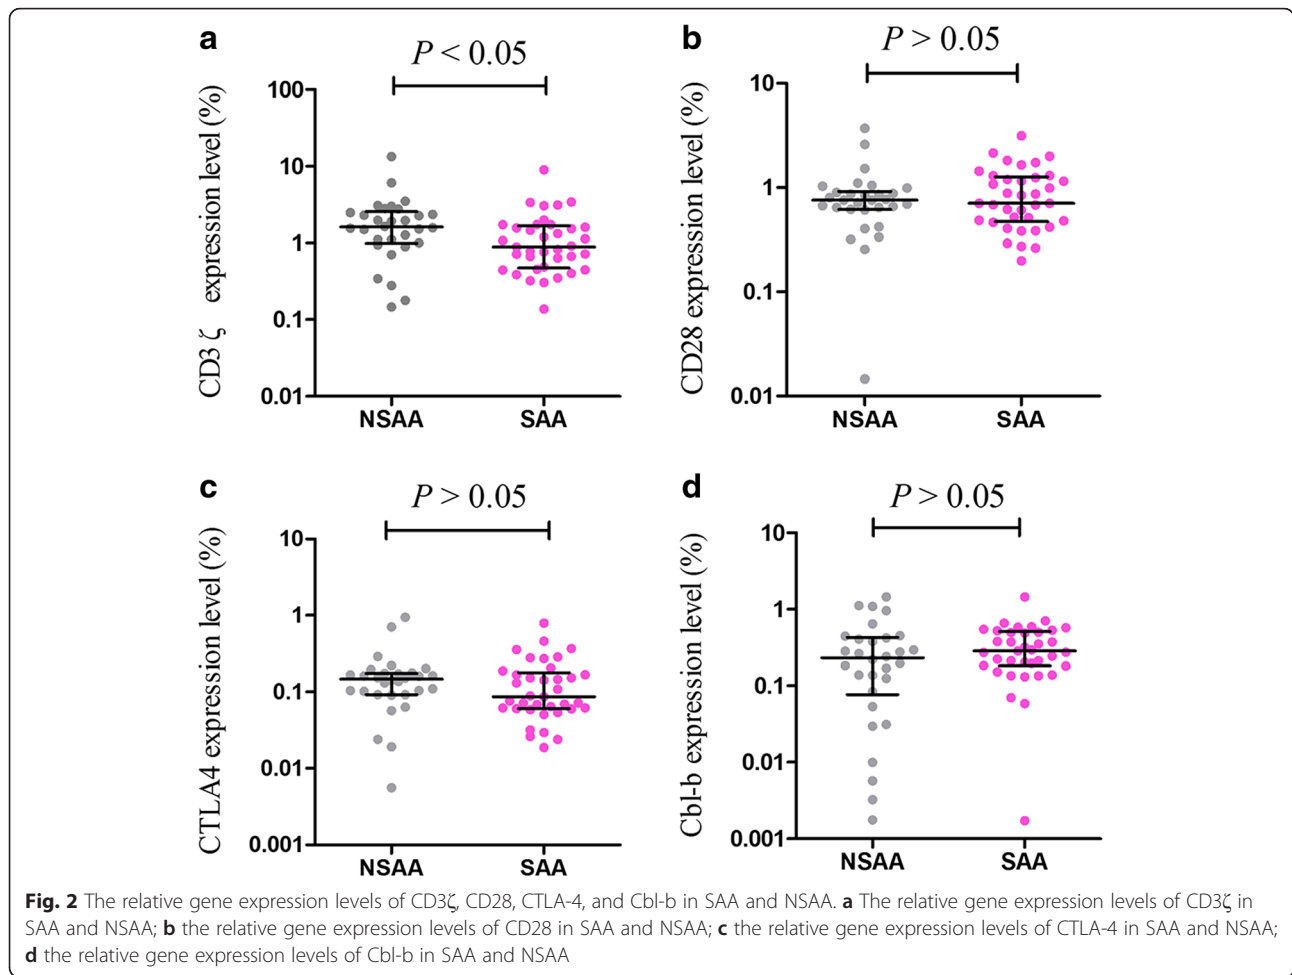 a
P < 0.05
CD3 ζ expression level (%)
100
10
1
0.1
0.01
NSAA
SAA
b
P > 0.05
CD28 expression level (%)
10
1
0.1
0.01
NSAA
SAA
c
P > 0.05
CTLA4 expression level (%)
10
1
0.1
0.01
0.001
NSAA
SAA
d
P > 0.05
Cbl-b expression level (%)
10
1
0.1
0.01
0.001
NSAA
SAA
Fig. 2 The relative gene expression levels of CD3ζ, CD28, CTLA-4, and Cbl-b in SAA and NSAA. a The relative gene expression levels of CD3ζ in
SAA and NSAA; b the relative gene expression levels of CD28 in SAA and NSAA; c the relative gene expression levels of CTLA-4 in SAA and NSAA;
d the relative gene expression levels of Cbl-b in SAA and NSAA